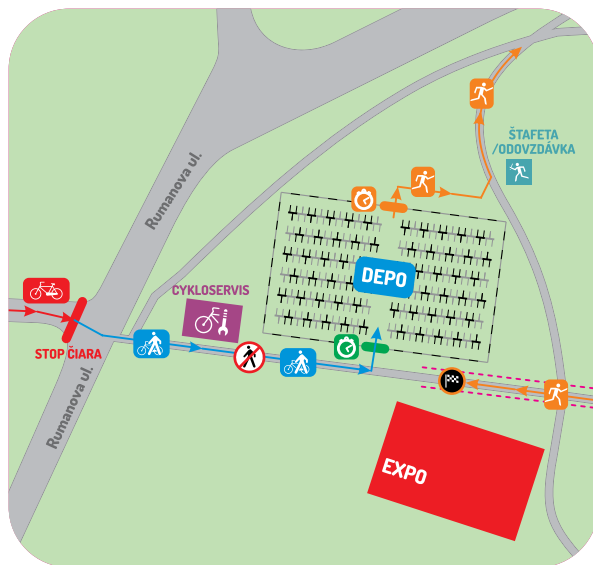 ŠTAFETA
/ODOVZDÁVKA
Rumanova ul.
DEPO
CYKLOSERVIS
STOP ČIARA
Rumanova ul.
EXPO